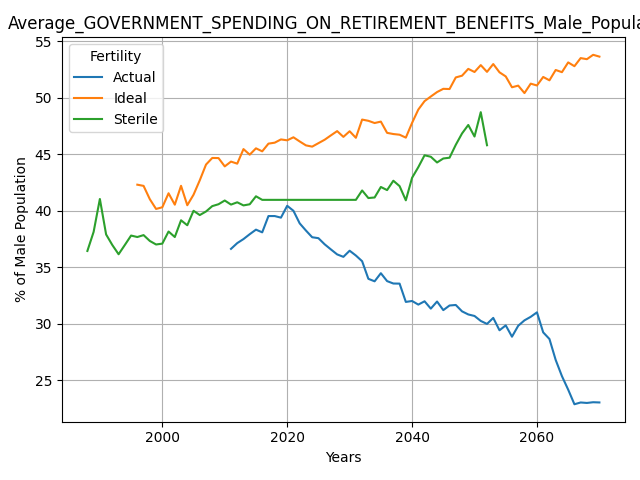 Average_GOVERNMENT_SPENDING_ON_RETIREMENT_BENEFITS_Male_Popula
55
50
45
40
35
30
25
% of Male Population
Fertility
Actual
Ideal
Sterile
2000
2020
2040
2060
Years